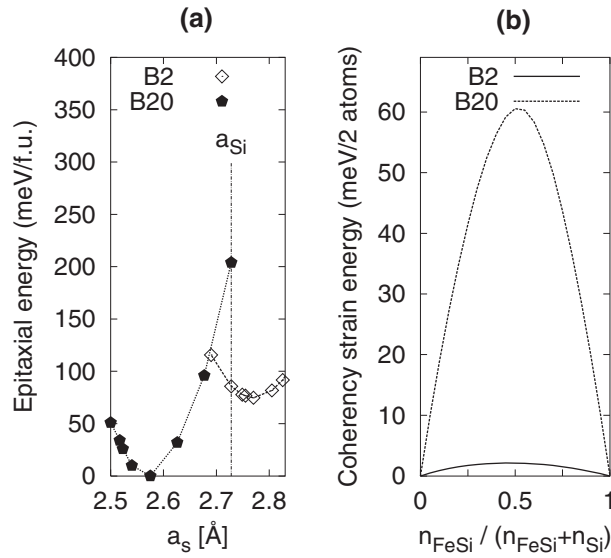 (a)
Epitaxial energy (meV/f.u.)
400
350
300
250
200
150
100
50
0
B2
B20
a_Si
2.5
2.6
2.7
2.8
a_s [Å]
(b)
Coherency strain energy (meV/2 atoms)
60
50
40
30
20
10
0
B2
B20
0
0.5
1
n_FeSi / (n_FeSi+n_Si)